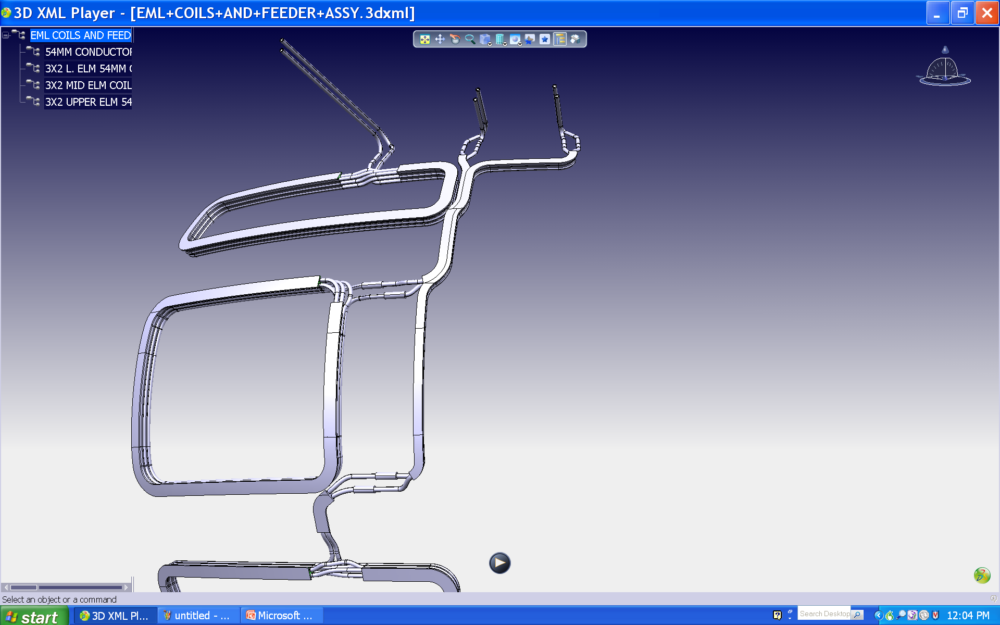 3D XML Player - [EML+COILS+AND+FEEDER+ASSY.3dxml]
EML COILS AND FEED
54MM CONDUCTOR
3X2 L. ELM 54MM C
3X2 MID ELM COIL
3X2 UPPER ELM 54
Select an object or a command
start
3D XML Pl...
untitled - ...
Microsoft ...
Search Desktop
12:04 PM